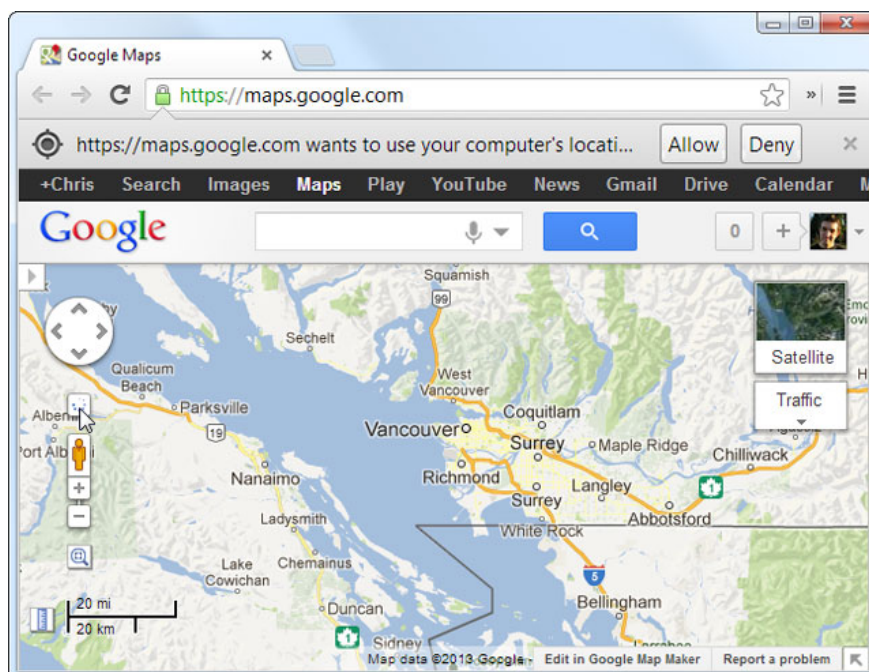 Google Maps
https://maps.google.com
»
https://maps.google.com wants to use your computer's locati... Allow Deny
+Chris Search Images Maps Play YouTube News Gmail Drive Calendar
Google 0 +
Squamish
99
Sechelt
Satellite
Qualicum
Beach
West
Vancouver
Traffic
Parksville
Coquitlam
19
Vancouver
Surrey
Maple Ridge
Chilliwack
Nanaimo
Richmond
Langley
1
Surrey
Abbotsford
Ladysmith
White Rock
Lake
Cowichan
Chemainus
5
20 mi
20 km
Duncan
Bellingham
1
Sidney
Map data ©2013 Google - Edit in Google Map Maker Report a problem